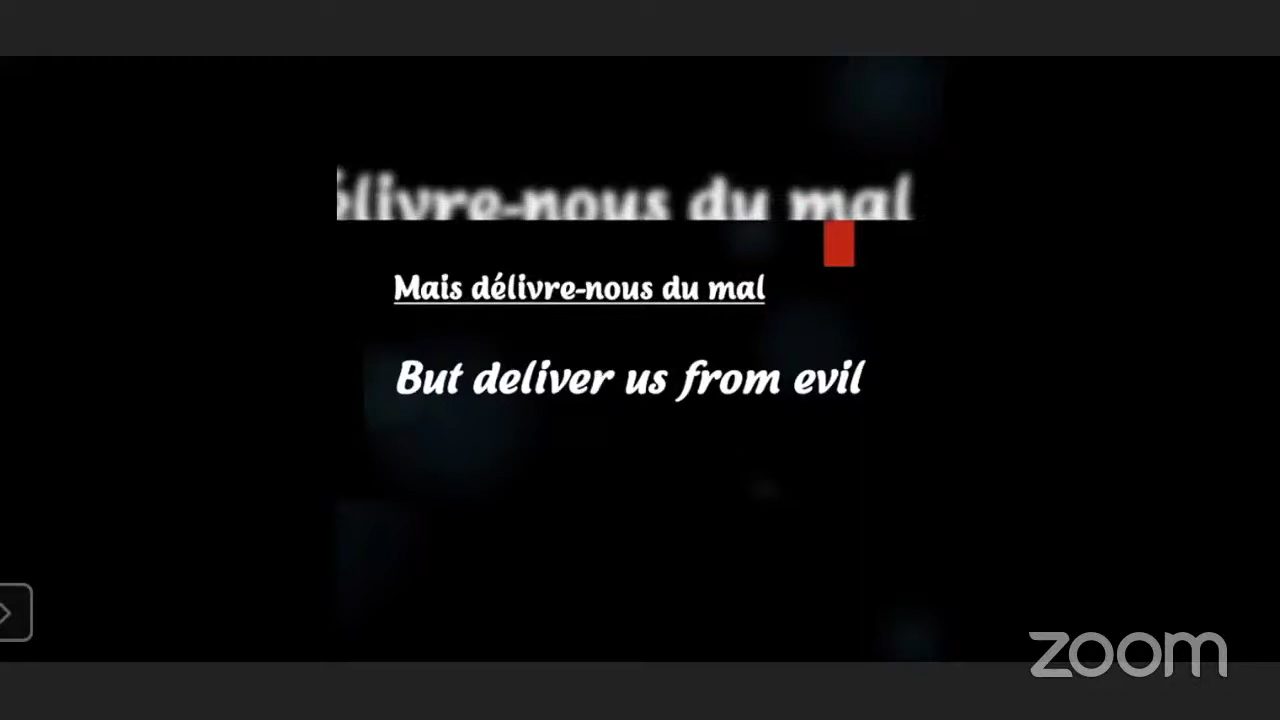 élivre-nous du mal
Mais délivre-nous du mal
But deliver us from evil
zoom